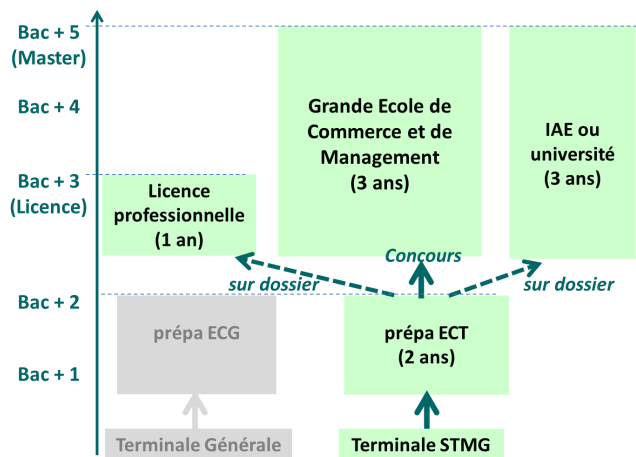 Bac + 5
(Master)
Bac + 4
Bac + 3
(Licence)
Bac + 2
Bac + 1
Grande Ecole de
Commerce et de
Management
(3 ans)
IAE ou
université
(3 ans)
Licence
professionnelle
(1 an)
Concours
sur dossier
sur dossier
prépa ECG
prépa ECT
(2 ans)
Terminale Générale
Terminale STMG